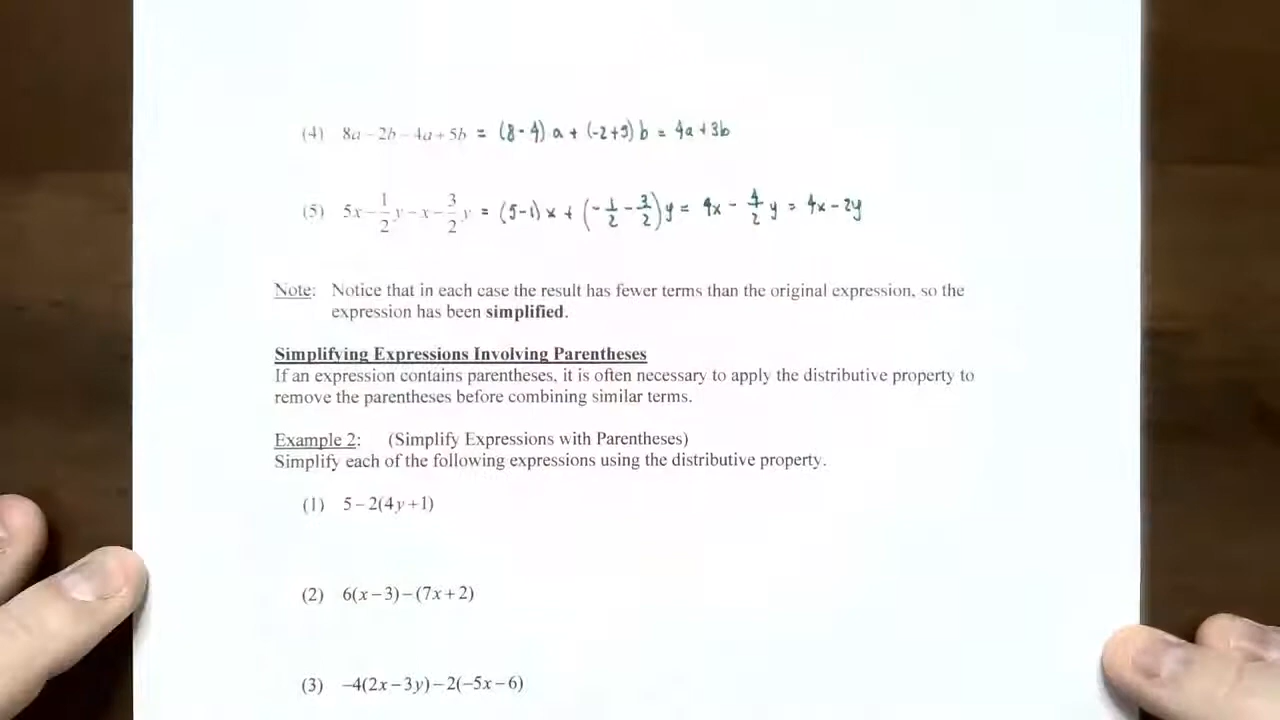 (4) 8a – 2b – 4a + 5b = (8-4) a + (-2+5) b = 4a + 3b
(5) 5x – 1/2 y – x – 3/2 y = (5-1) x + (-1/2 - 3/2) y = 4x - 4/2 y = 4x - 2y
Note: Notice that in each case the result has fewer terms than the original expression, so the
expression has been simplified.
Simplifying Expressions Involving Parentheses
If an expression contains parentheses, it is often necessary to apply the distributive property to
remove the parentheses before combining similar terms.
Example 2: (Simplify Expressions with Parentheses)
Simplify each of the following expressions using the distributive property.
(1) 5 – 2(4y + 1)
(2) 6(x – 3) – (7x + 2)
(3) –4(2x – 3y) – 2(–5x – 6)